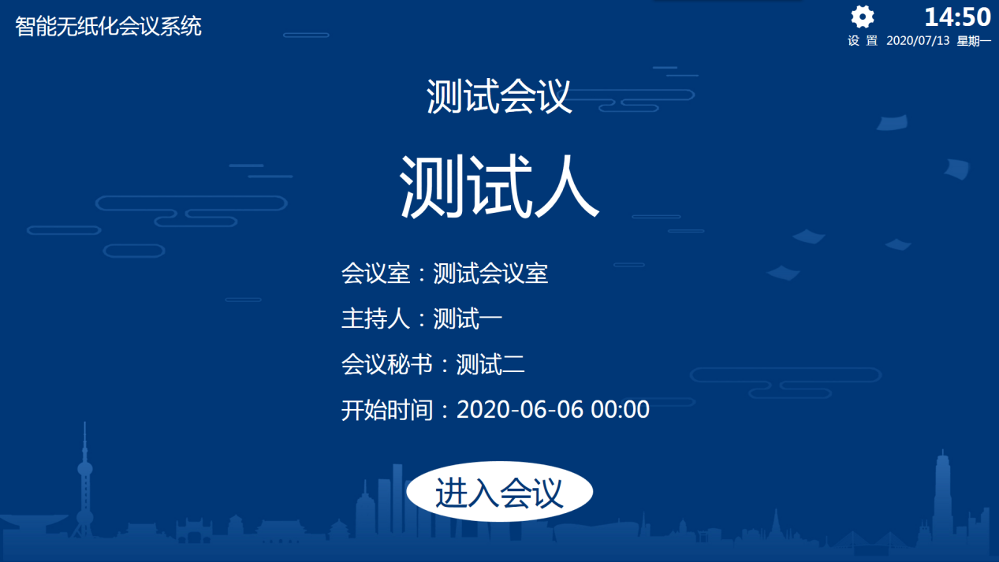 智能无纸化会议系统
14:50
设 置 2020/07/13 星期一
测试会议
测试人
会议室：测试会议室
主持人：测试一
会议秘书：测试二
开始时间：2020-06-06 00:00
进入会议